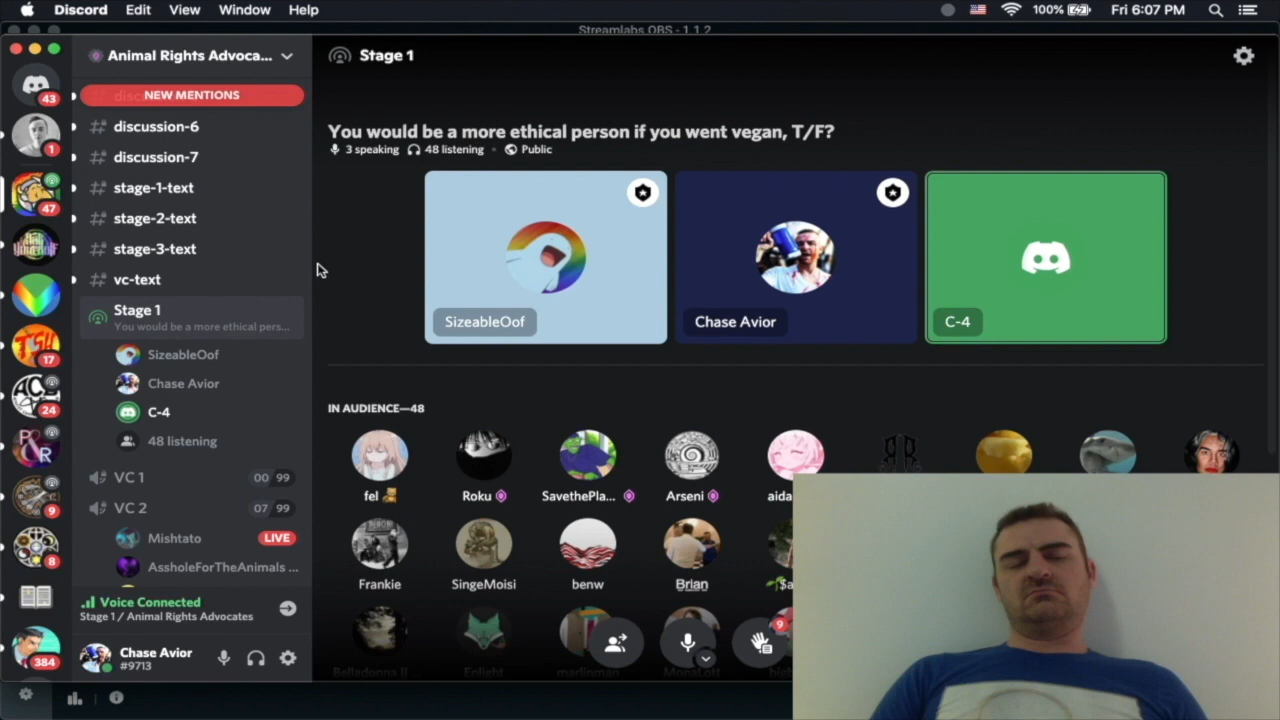 Discord Edit View Window Help 100% Fri 6:07 PM
Streamlabs OBS - 1.1.2
Animal Rights Advoca...
Stage 1
NEW MENTIONS
43
discussion-6
You would be a more ethical person if you went vegan, T/F?
3 speaking 48 listening • Public
1
discussion-7
stage-1-text
47
stage-2-text
stage-3-text
vc-text
Stage 1
You would be a more ethical pers...
SizeableOof Chase Avior C-4
17
SizeableOof
Chase Avior
24
C-4
48 listening
IN AUDIENCE—48
VC 1 00 99
9
VC 2 07 99
fel Roku SavethePla... Arseni aida
Mishtato LIVE
8
AssholeForTheAnimals ...
Frankie SingeMoisi benw Brian $a
Voice Connected
Stage 1 / Animal Rights Advocates
9
Chase Avior
#9713
384
Belladonna II Enlight marlinman MonaLott